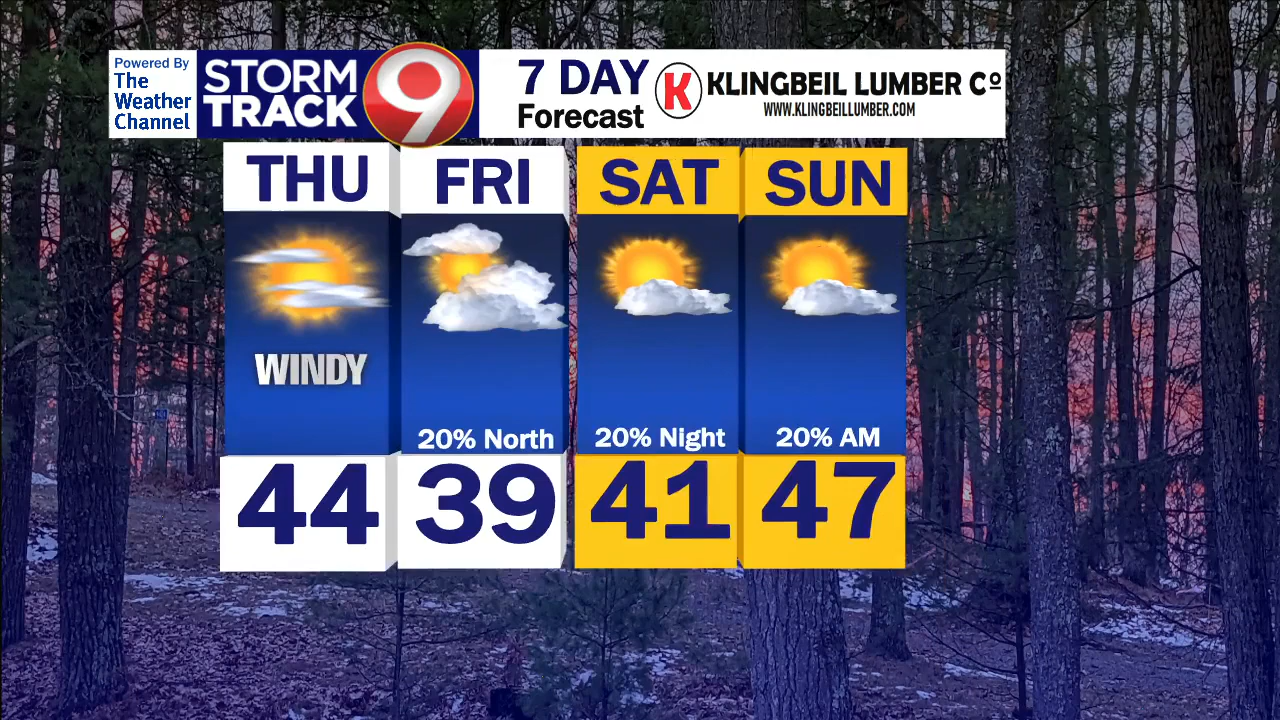 Powered By
The
Weather
Channel
STORM
TRACK
9
7 DAY
Forecast
K
KLINGBEIL LUMBER Cº
WWW.KLINGBEILLUMBER.COM
THU
FRI
SAT
SUN
WINDY
20% North
20% Night
20% AM
44
39
41
47